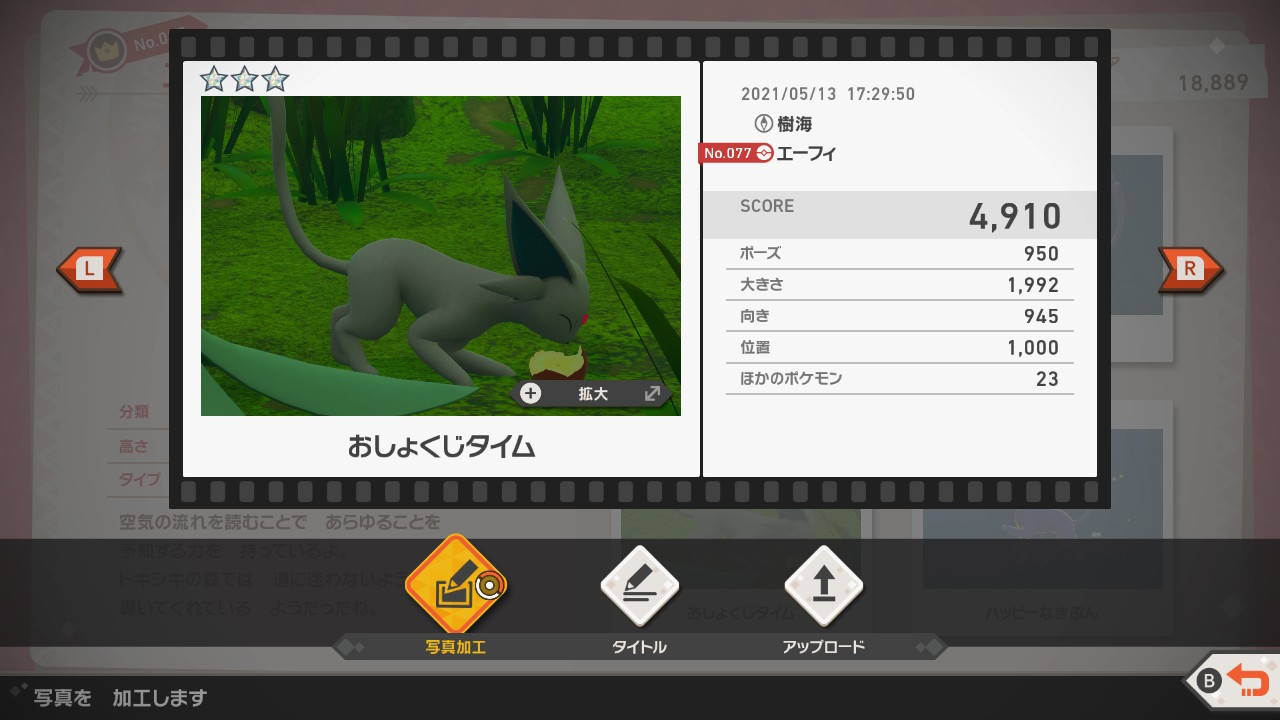 No.0
18,889
2021/05/13 17:29:50
樹海
No.077 エーフィ
SCORE 4,910
ポーズ 950
大きさ 1,992
向き 945
位置 1,000
ほかのポケモン 23
L
R
拡大
おしょくじタイム
分類
高さ
タイプ
空気の流れを読むことで あらゆることを
予知する力を 持っているよ。
トキシキの森では 道に迷わないよう
導いてくれている ようだったね。
おしょくじタイム
ハッピーなきぶん
写真加工
タイトル
アップロード
B
写真を 加工します